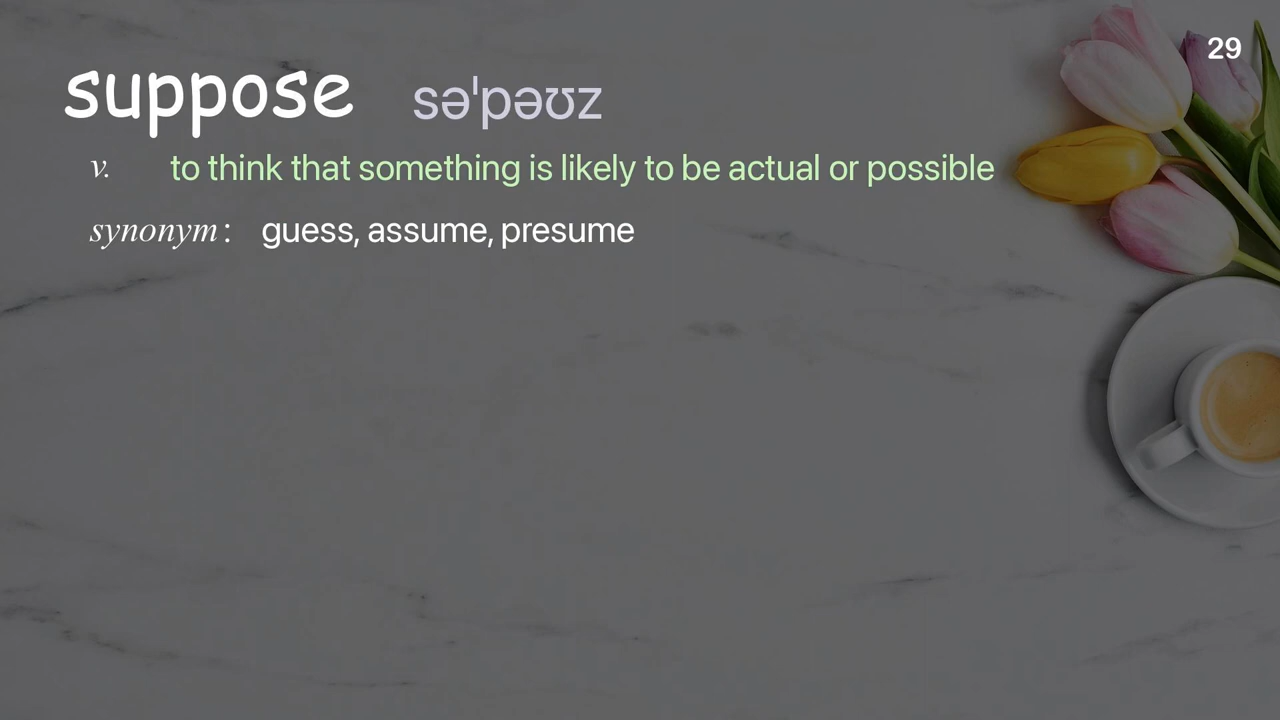 29
suppose səˈpəʊz
v. to think that something is likely to be actual or possible
synonym: guess, assume, presume